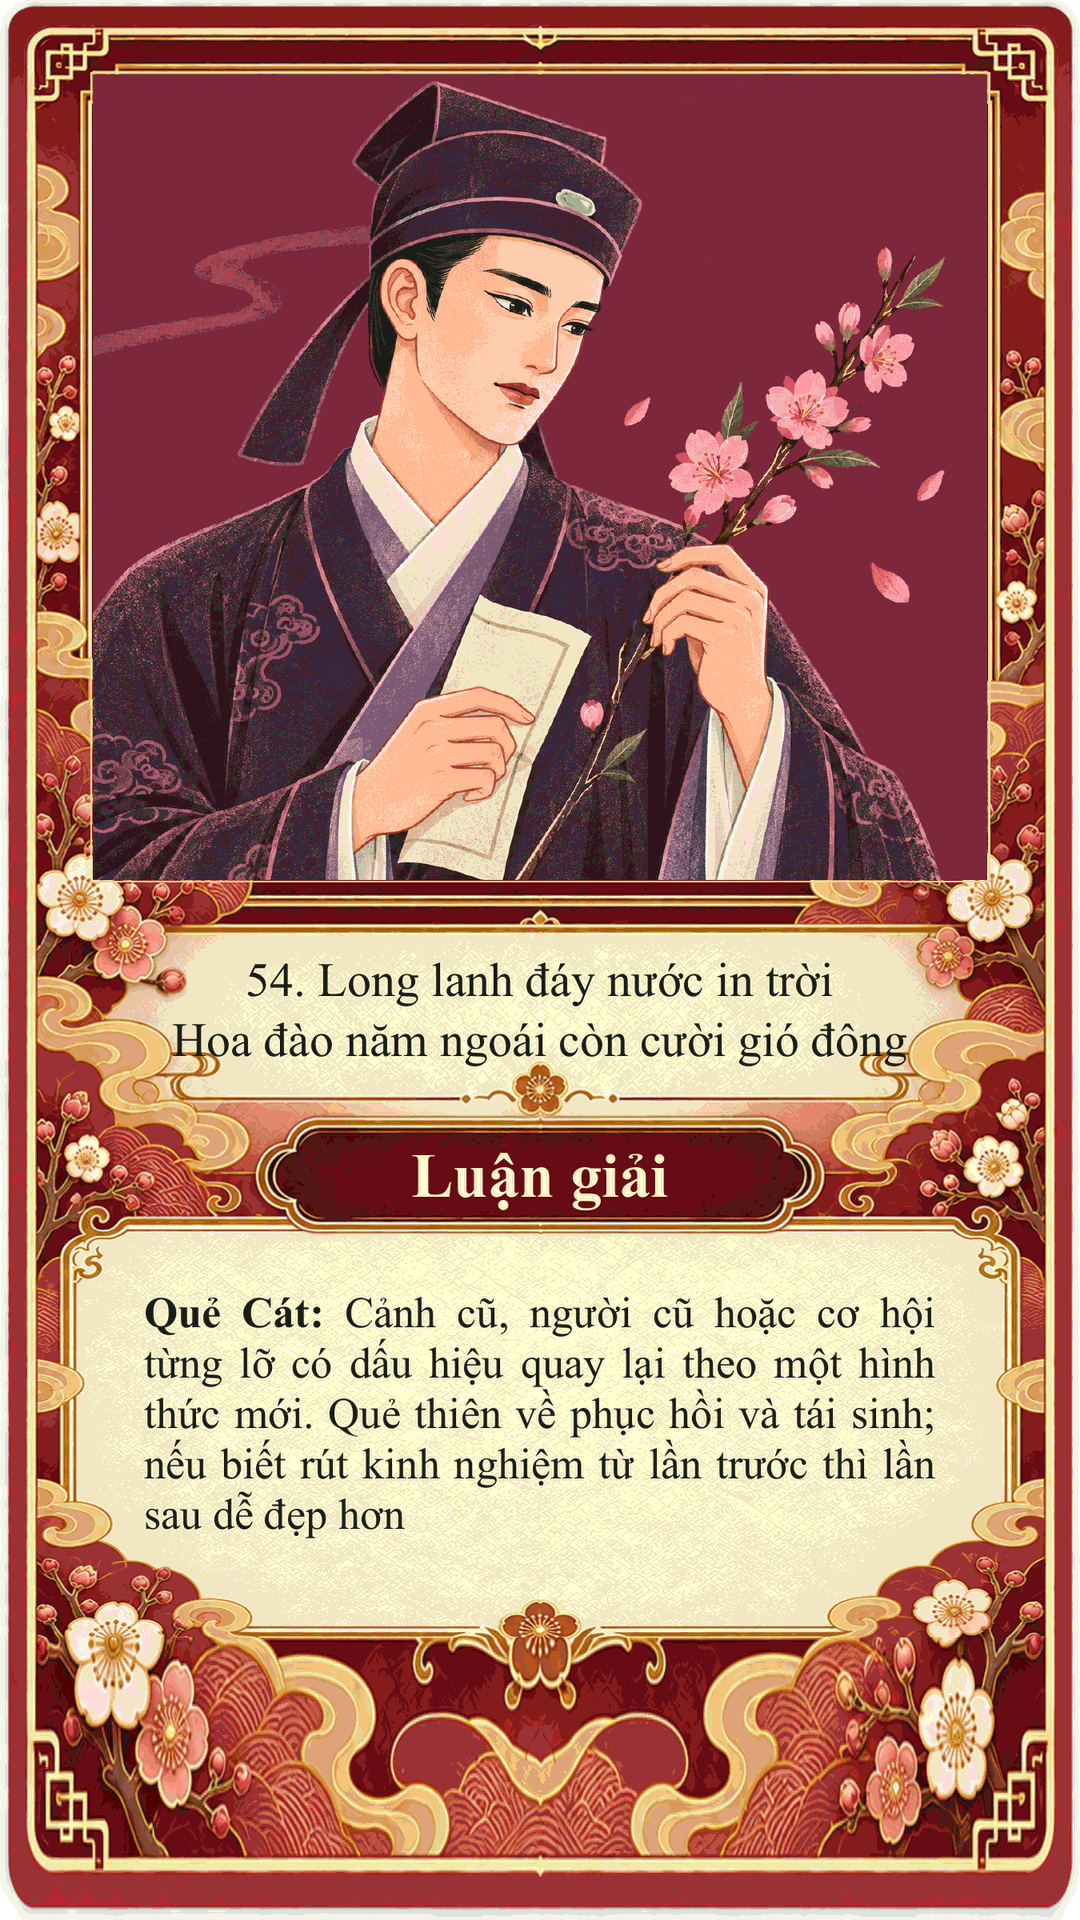 54. Long lanh đáy nước in trời
Hoa đào năm ngoái còn cười gió đông
Luận giải
Quẻ Cát: Cảnh cũ, người cũ hoặc cơ hội
từng lỡ có dấu hiệu quay lại theo một hình
thức mới. Quẻ thiên về phục hồi và tái sinh;
nếu biết rút kinh nghiệm từ lần trước thì lần
sau dễ đẹp hơn